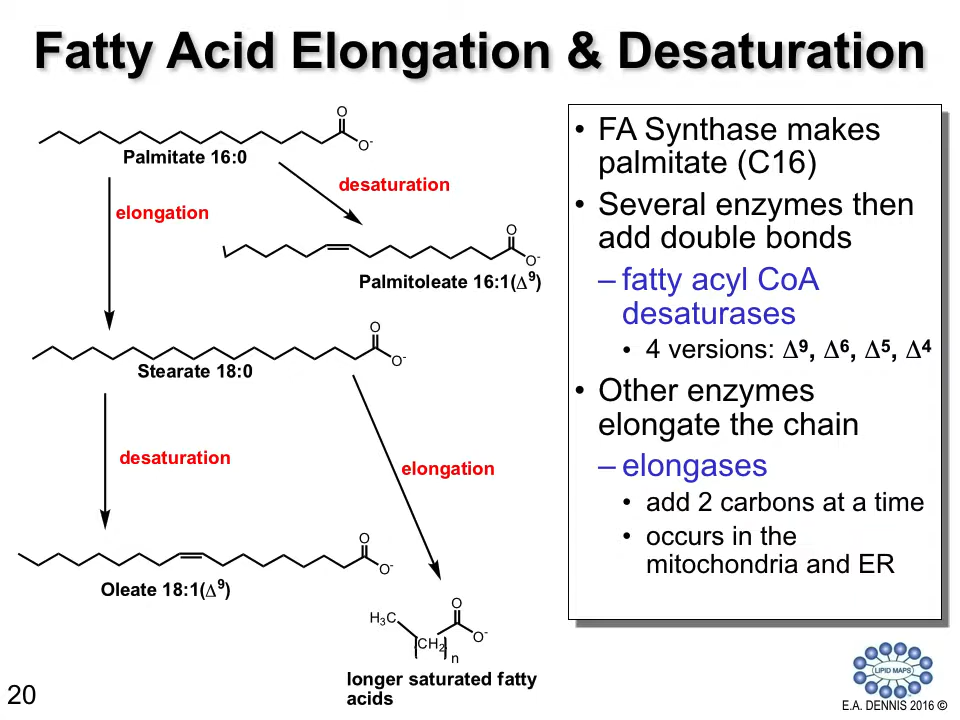 Fatty Acid Elongation & Desaturation
O
O-
Palmitate 16:0
desaturation
elongation
O
O-
Palmitoleate 16:1(Δ9)
O
O-
Stearate 18:0
desaturation
elongation
O
O-
Oleate 18:1(Δ9)
O
H3C
O-
[CH2]
n
longer saturated fatty
acids
• FA Synthase makes
palmitate (C16)
• Several enzymes then
add double bonds
– fatty acyl CoA
desaturases
• 4 versions: Δ9, Δ6, Δ5, Δ4
• Other enzymes
elongate the chain
– elongases
• add 2 carbons at a time
• occurs in the
mitochondria and ER
LIPID MAPS
20
E.A. DENNIS 2016 ©